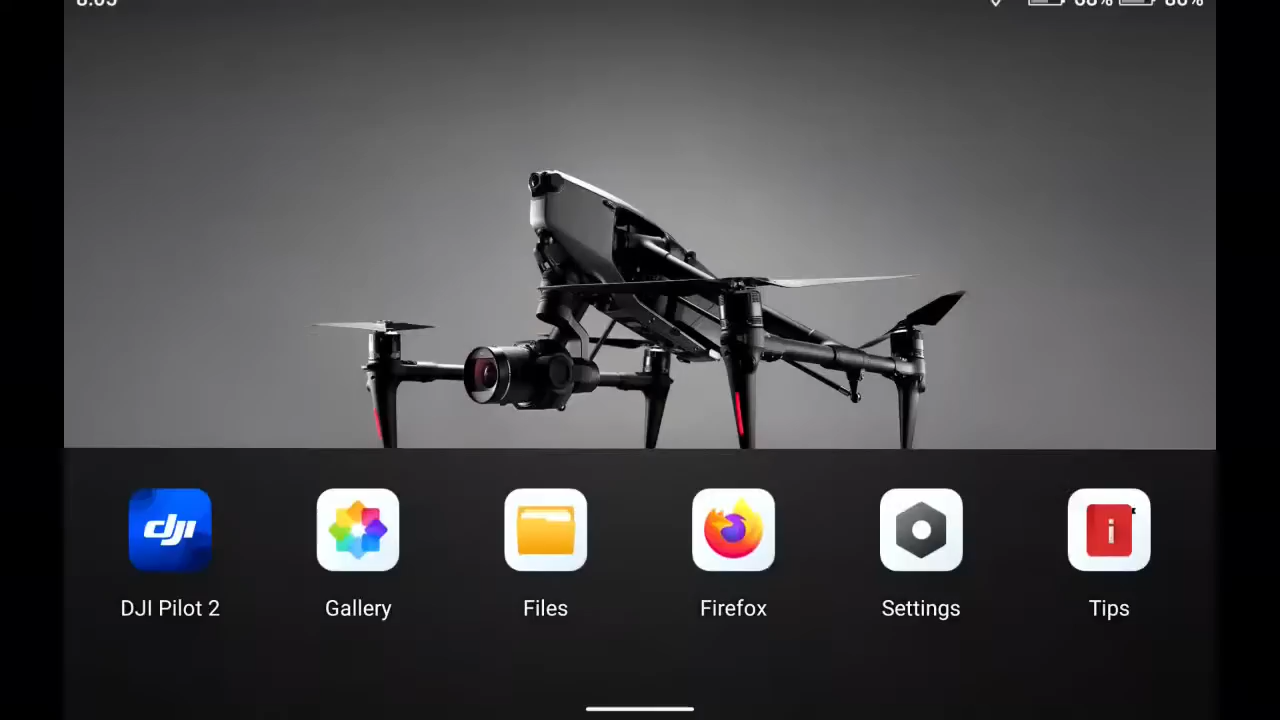 dji
i
DJI Pilot 2
Gallery
Files
Firefox
Settings
Tips